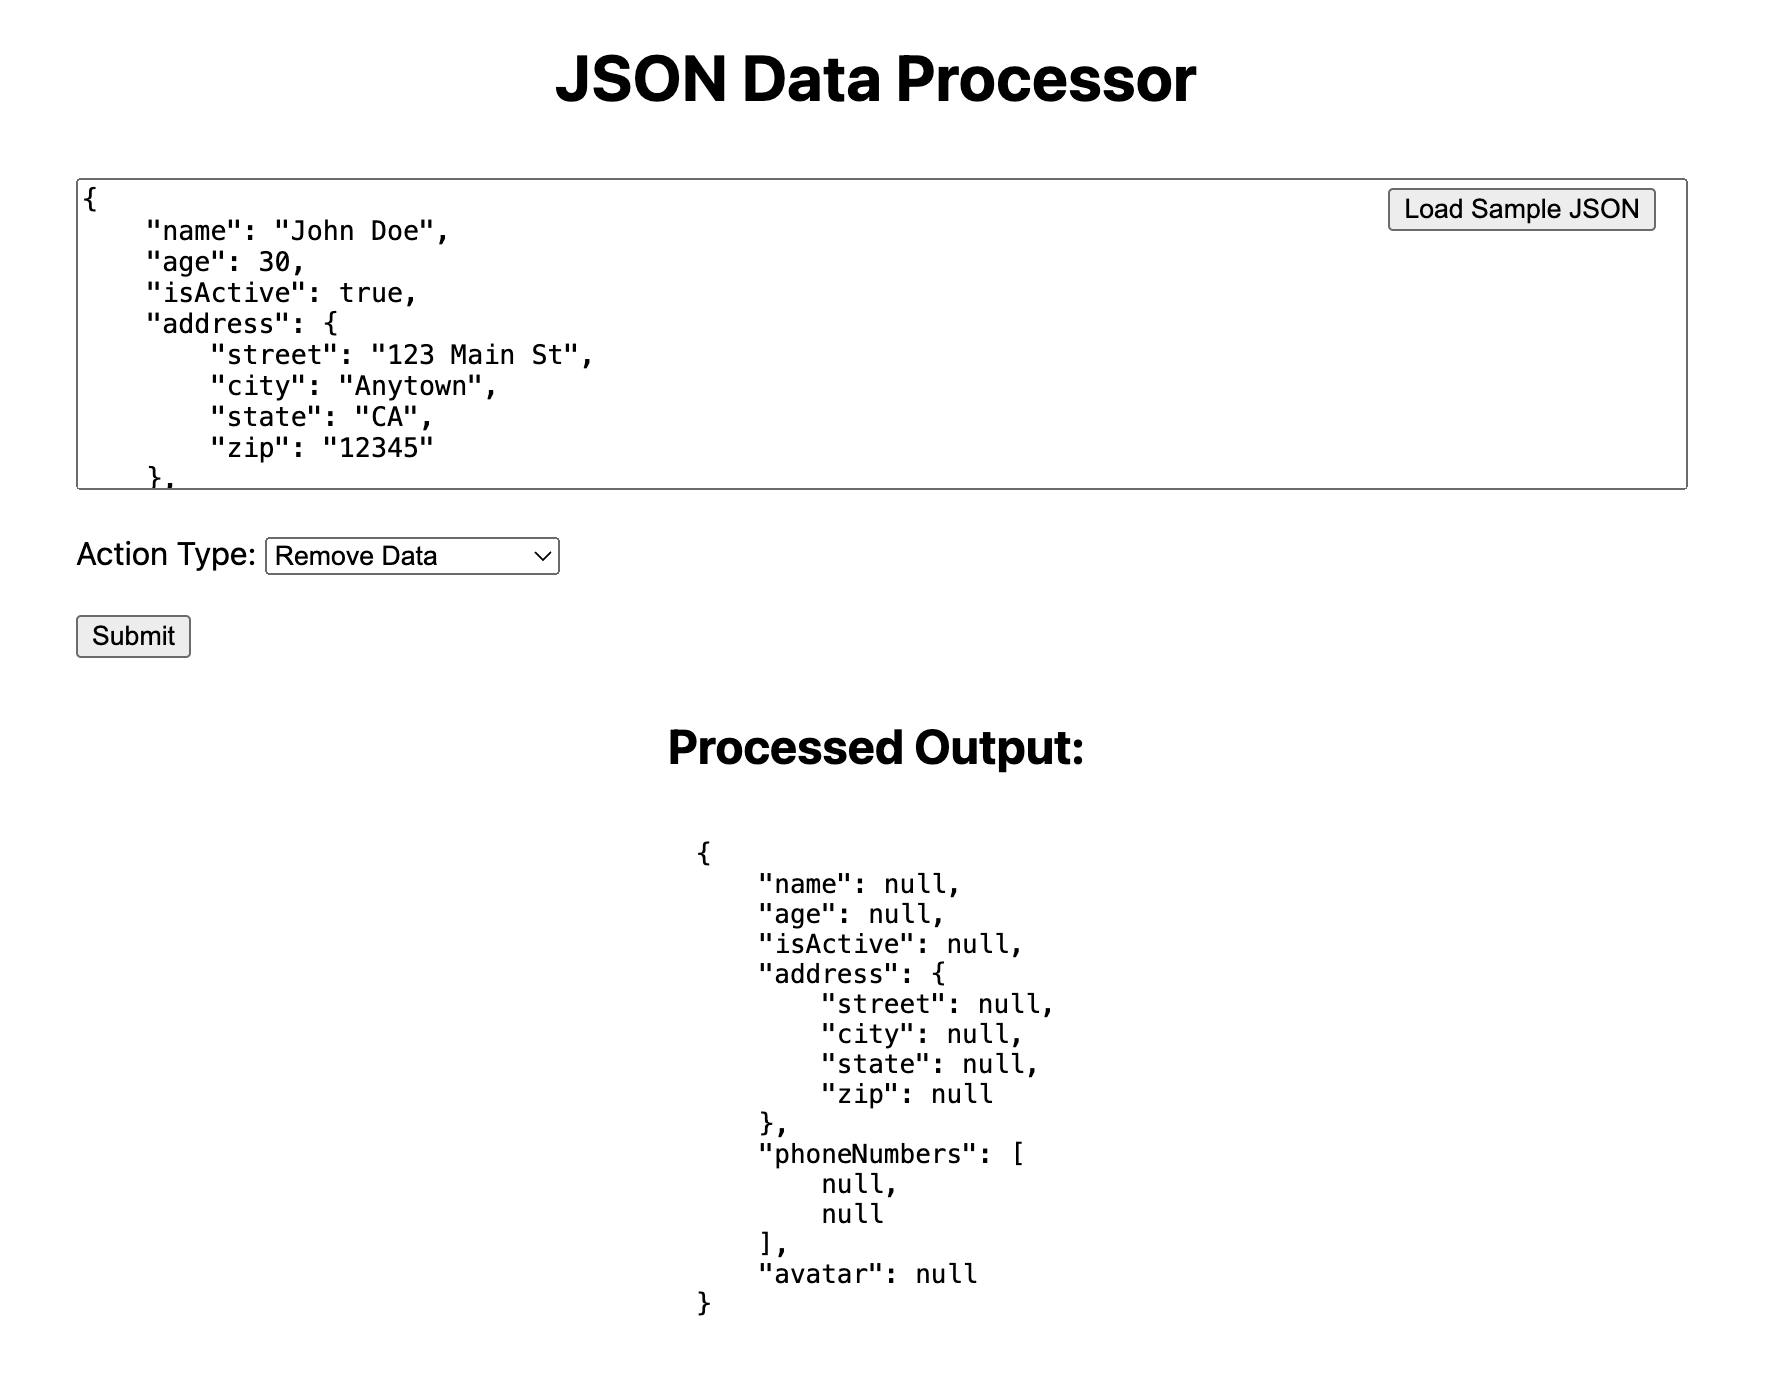 JSON Data Processor
{
Load Sample JSON
    "name": "John Doe",
    "age": 30,
    "isActive": true,
    "address": {
        "street": "123 Main St",
        "city": "Anytown",
        "state": "CA",
        "zip": "12345"
    },
Action Type: Remove Data
Submit
Processed Output:
{
    "name": null,
    "age": null,
    "isActive": null,
    "address": {
        "street": null,
        "city": null,
        "state": null,
        "zip": null
    },
    "phoneNumbers": [
        null,
        null
    ],
    "avatar": null
}